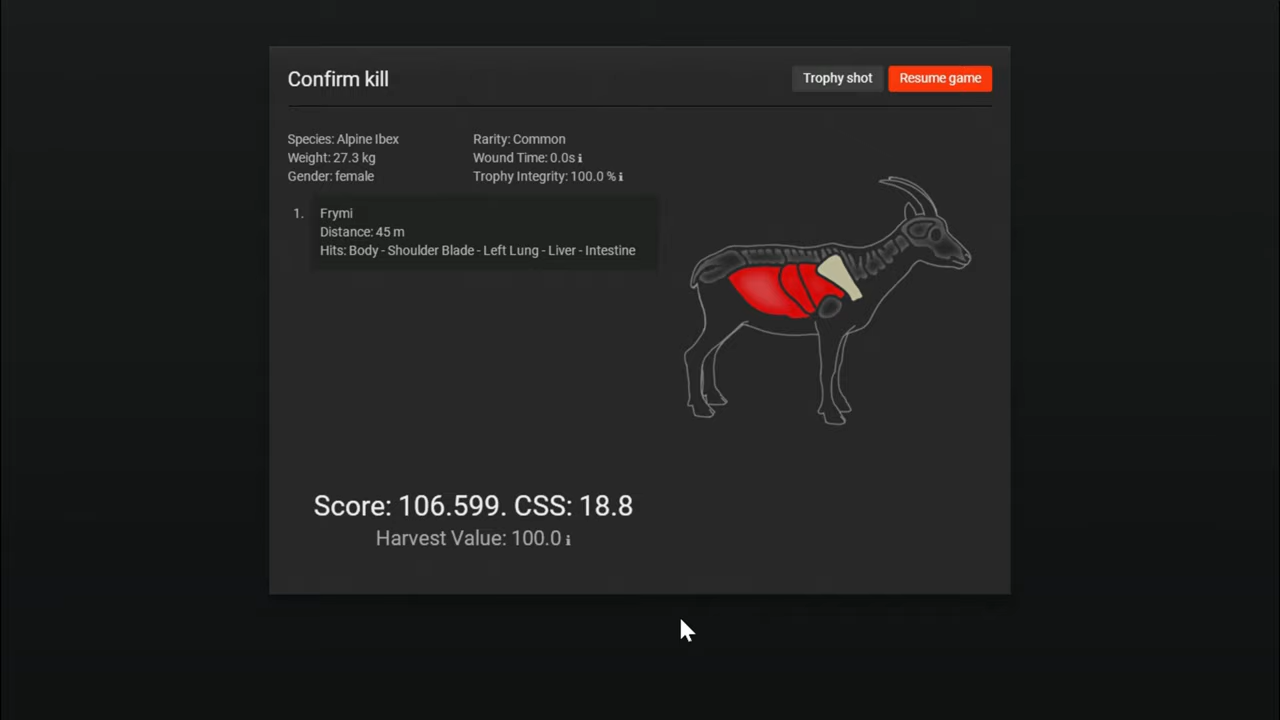 Confirm kill
Trophy shot
Resume game
Species: Alpine Ibex
Weight: 27.3 kg
Gender: female
Rarity: Common
Wound Time: 0.0s i
Trophy Integrity: 100.0 % i
1. Frymi
Distance: 45 m
Hits: Body - Shoulder Blade - Left Lung - Liver - Intestine
Score: 106.599. CSS: 18.8
Harvest Value: 100.0 i